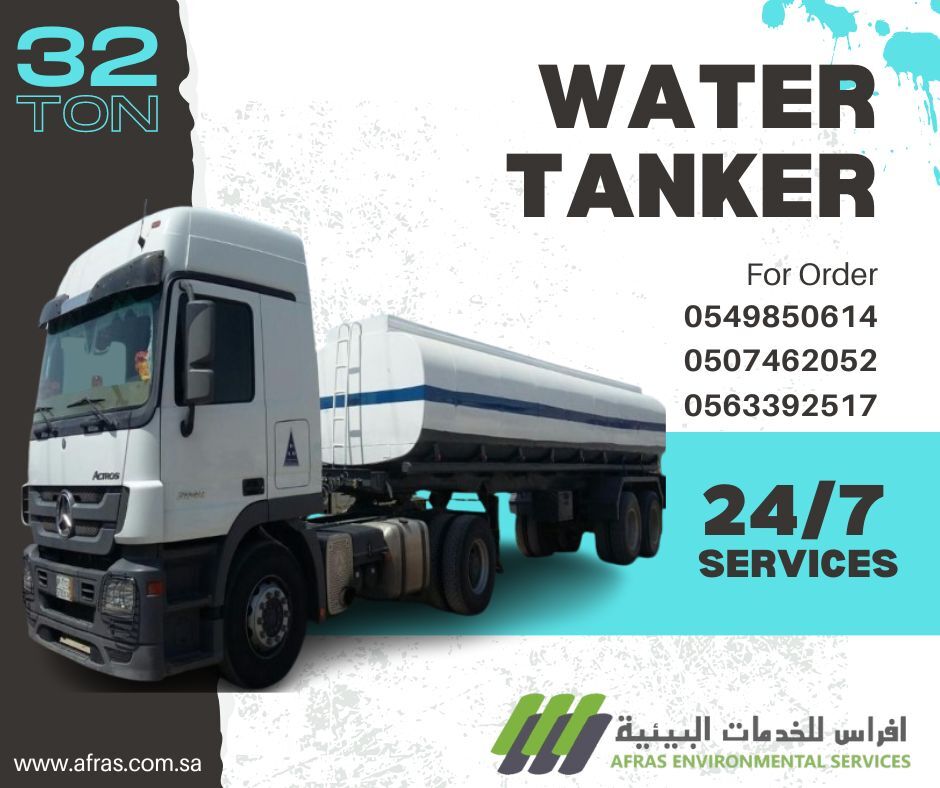 32
TON
WATER
TANKER
For Order
0549850614
0507462052
0563392517
ACTROS
24/7
SERVICES
افراس للخدمات البيئية
AFRAS ENVIRONMENTAL SERVICES
www.afras.com.sa